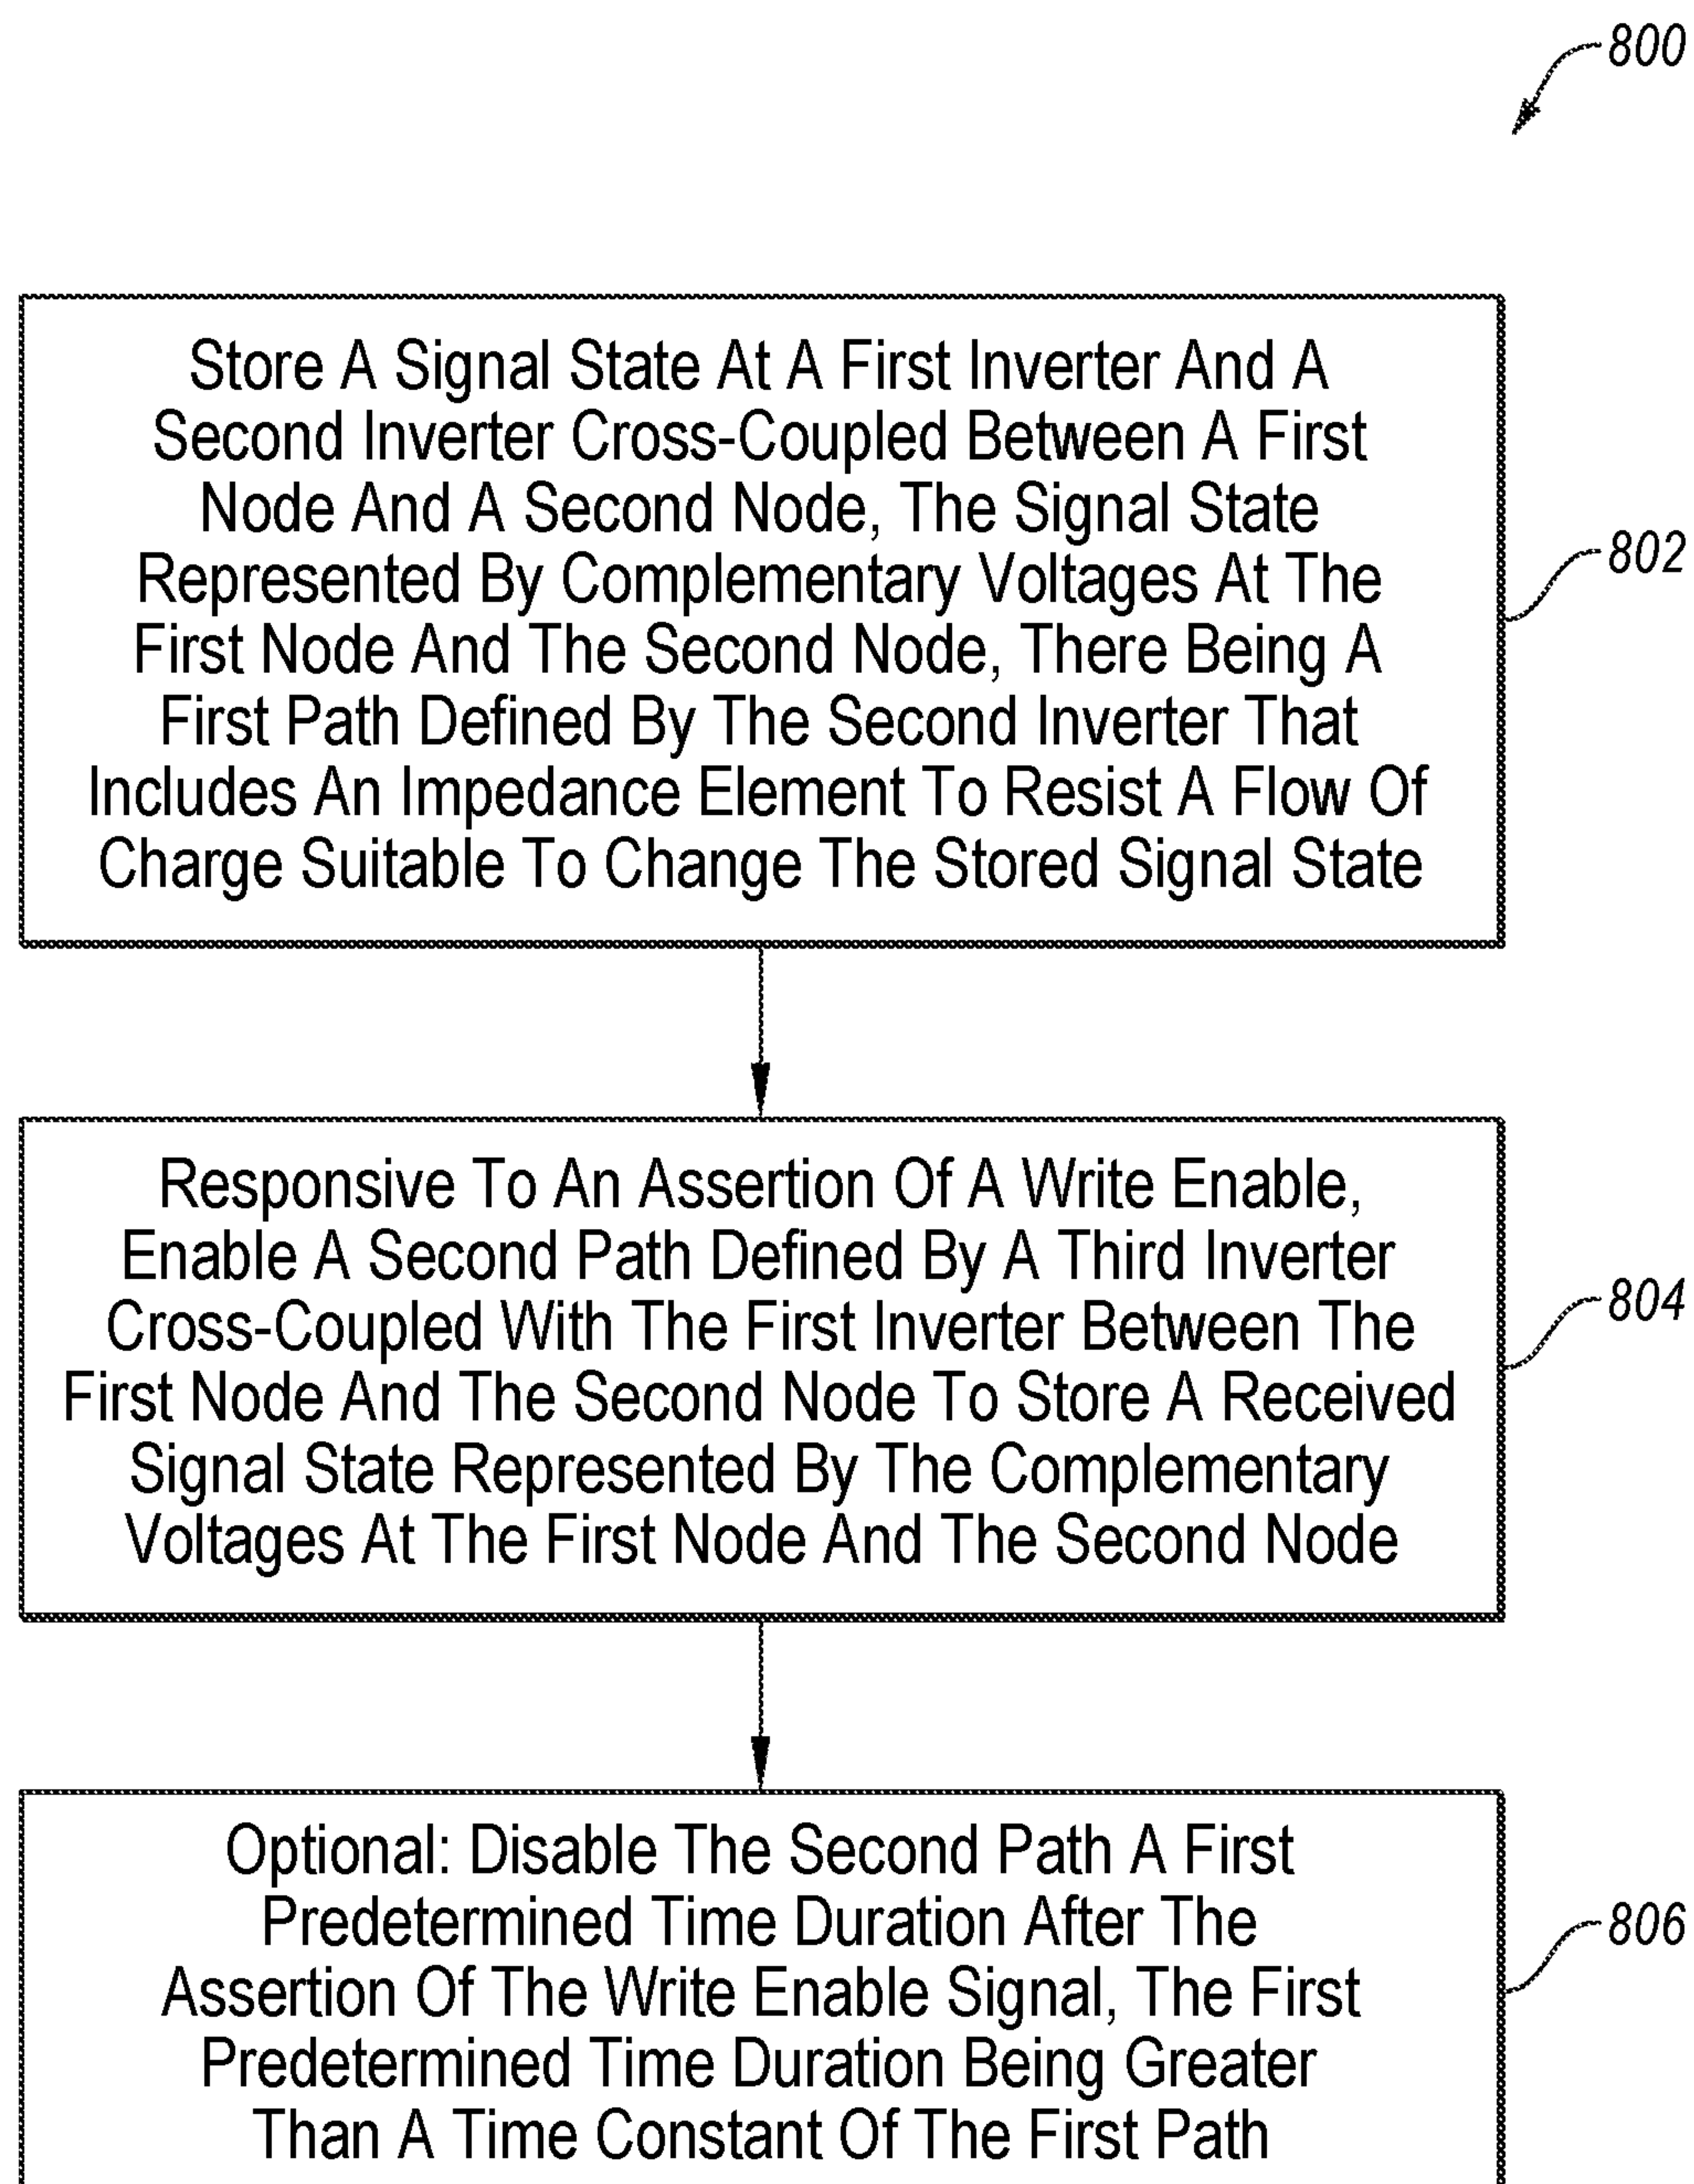 800
Store A Signal State At A First Inverter And A
Second Inverter Cross-Coupled Between A First
Node And A Second Node, The Signal State
Represented By Complementary Voltages At The
First Node And The Second Node, There Being A
First Path Defined By The Second Inverter That
Includes An Impedance Element To Resist A Flow Of
Charge Suitable To Change The Stored Signal State
802
Responsive To An Assertion Of A Write Enable,
Enable A Second Path Defined By A Third Inverter
Cross-Coupled With The First Inverter Between The
First Node And The Second Node To Store A Received
Signal State Represented By The Complementary
Voltages At The First Node And The Second Node
804
Optional: Disable The Second Path A First
Predetermined Time Duration After The
Assertion Of The Write Enable Signal, The First
Predetermined Time Duration Being Greater
Than A Time Constant Of The First Path
806